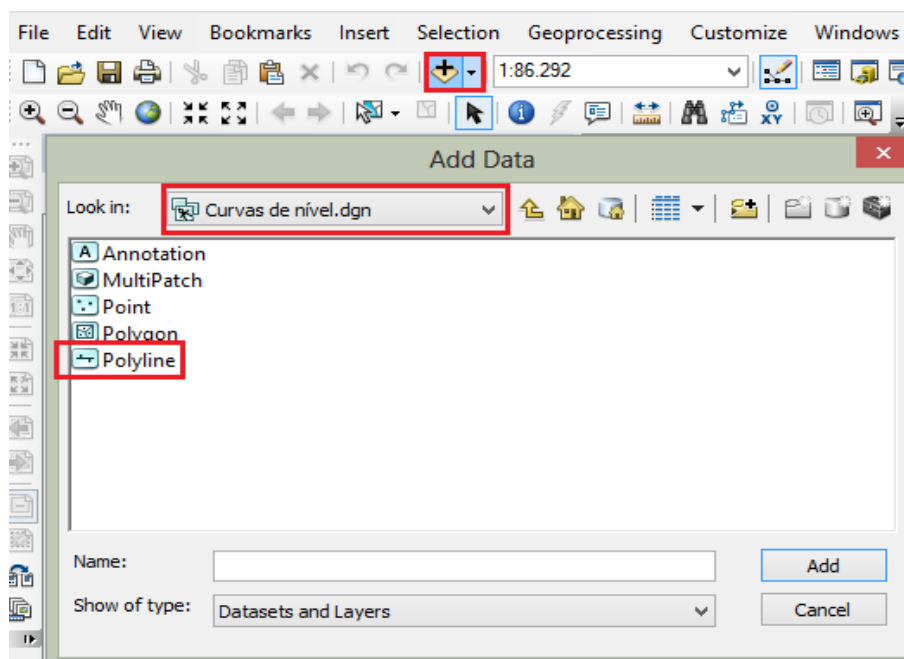 File Edit View Bookmarks Insert Selection Geoprocessing Customize Windows
1:86.292
Add Data
Look in: Curvas de nível.dgn
Annotation
MultiPatch
Point
Polygon
Polyline
Name:
Add
Show of type: Datasets and Layers
Cancel